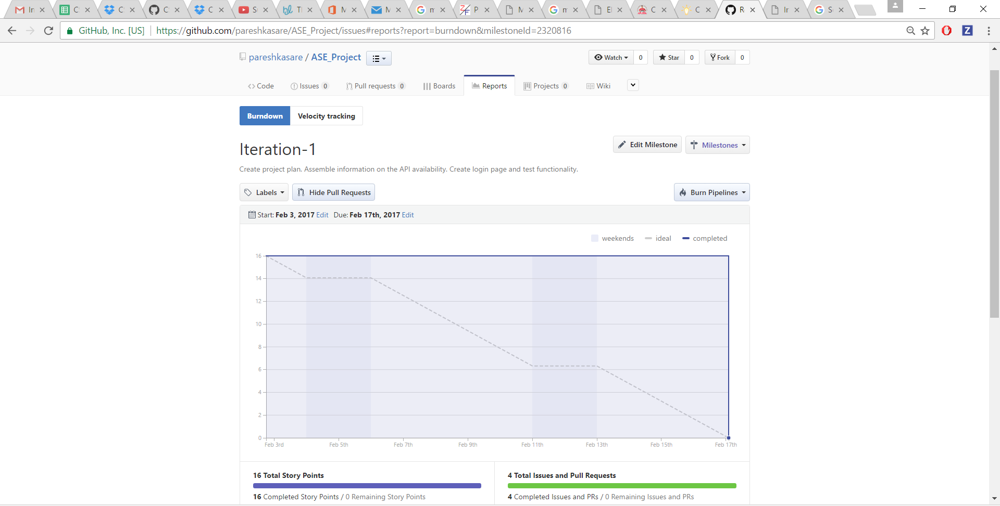 In C C C C S Tl M M m P M m El C C R Ir S
GitHub, Inc. [US] https://github.com/pareshkasare/ASE_Project/issues#reports?report=burndown&milestoneId=2320816 Z
pareshkasare / ASE_Project Watch 0 Star 0 Fork 0
Code Issues 0 Pull requests 0 Boards Reports Projects 0 Wiki
Burndown Velocity tracking
Iteration-1 Edit Milestone Milestones
Create project plan. Assemble information on the API availability. Create login page and test functionality.
Labels Hide Pull Requests Burn Pipelines
Start: Feb 3, 2017 Edit Due: Feb 17th, 2017 Edit
weekends ideal completed
16
14
12
10
8
6
4
2
0
Feb 3rd Feb 5th Feb 7th Feb 9th Feb 11th Feb 13th Feb 15th Feb 17th
16 Total Story Points 4 Total Issues and Pull Requests
16 Completed Story Points / 0 Remaining Story Points 4 Completed Issues and PRs / 0 Remaining Issues and PRs